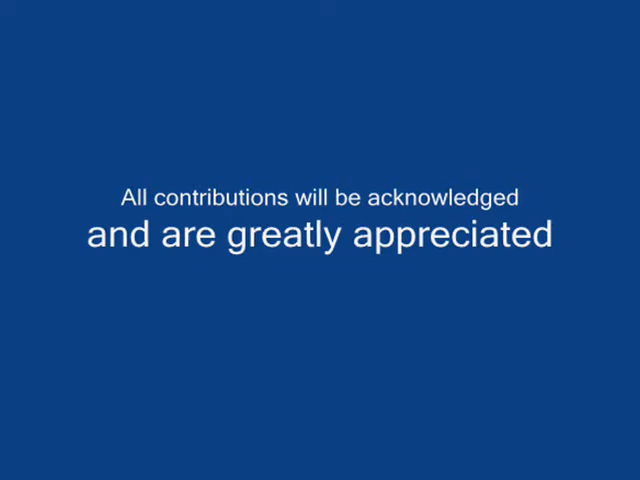 All contributions will be acknowledged
and are greatly appreciated